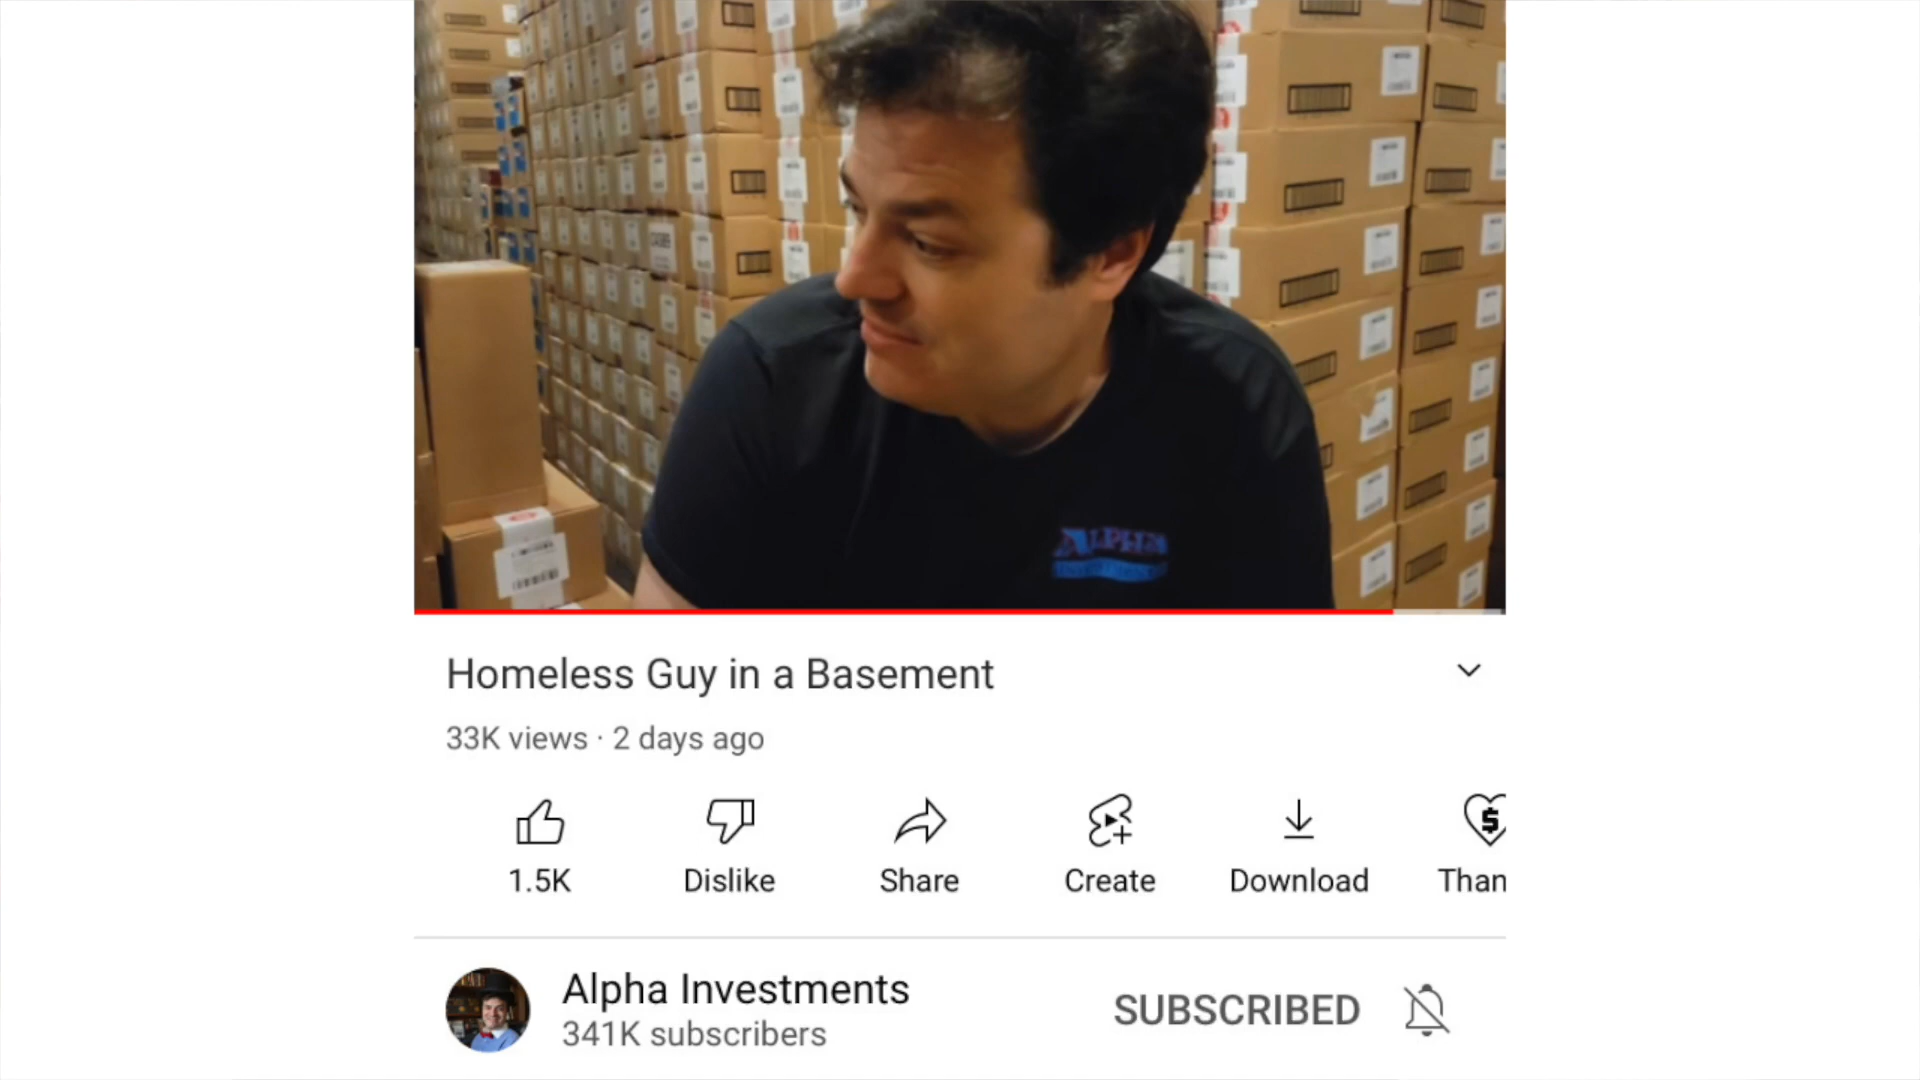 ALPHA
Homeless Guy in a Basement
33K views · 2 days ago
1.5K
Dislike
Share
Create
Download
Than
Alpha Investments
341K subscribers
SUBSCRIBED